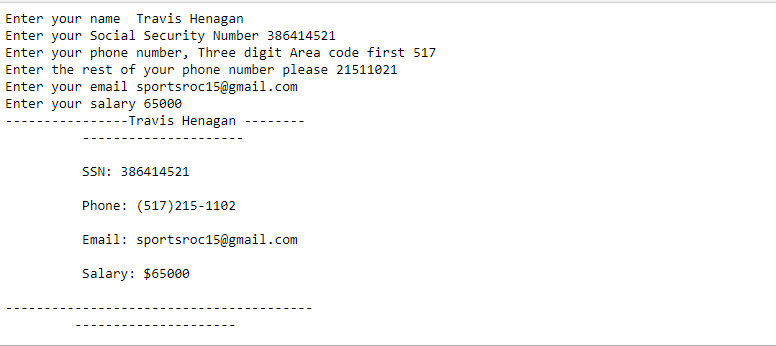 Enter your name  Travis Henagan
Enter your Social Security Number 386414521
Enter your phone number, Three digit Area code first 517
Enter the rest of your phone number please 21511021
Enter your email sportsroc15@gmail.com
Enter your salary 65000
----------------Travis Henagan --------
---------------------
SSN: 386414521
Phone: (517)215-1102
Email: sportsroc15@gmail.com
Salary: $65000
----------------------------------------
---------------------